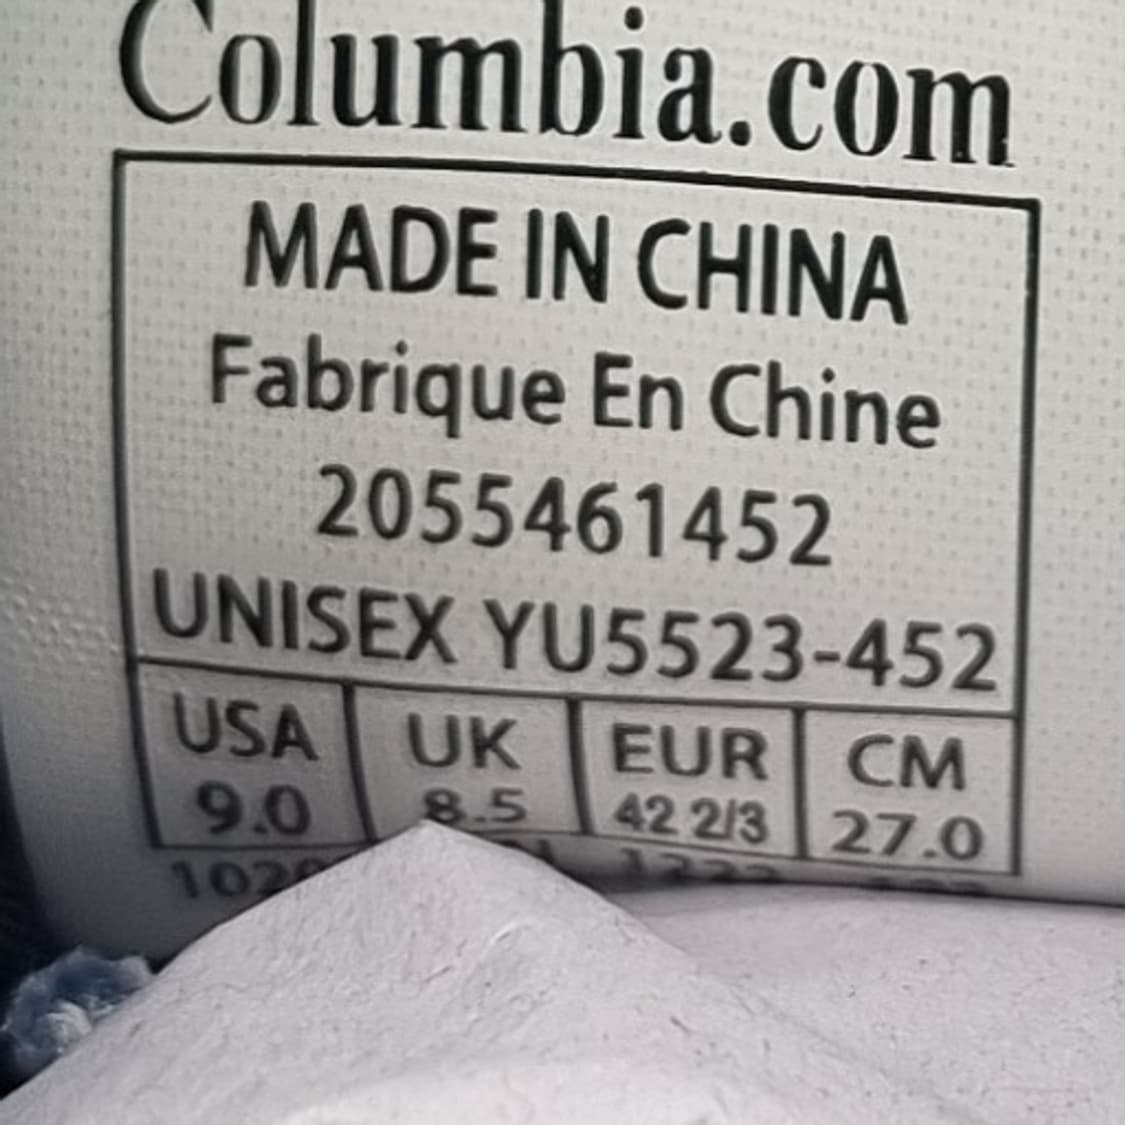 Columbia.com
MADE IN CHINA
Fabrique En Chine
2055461452
UNISEX YU5523-452
USA UK EUR CM
9.0 8.5 42 2/3 27.0